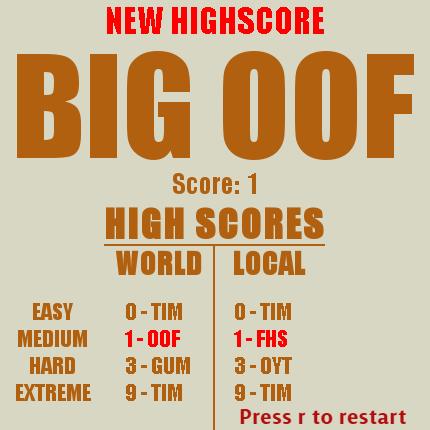 NEW HIGHSCORE
BIG OOF
Score: 1
HIGH SCORES
WORLD LOCAL
EASY 0 - TIM 0 - TIM
MEDIUM 1 - OOF 1 - FHS
HARD 3 - GUM 3 - OYT
EXTREME 9 - TIM 9 - TIM
Press r to restart